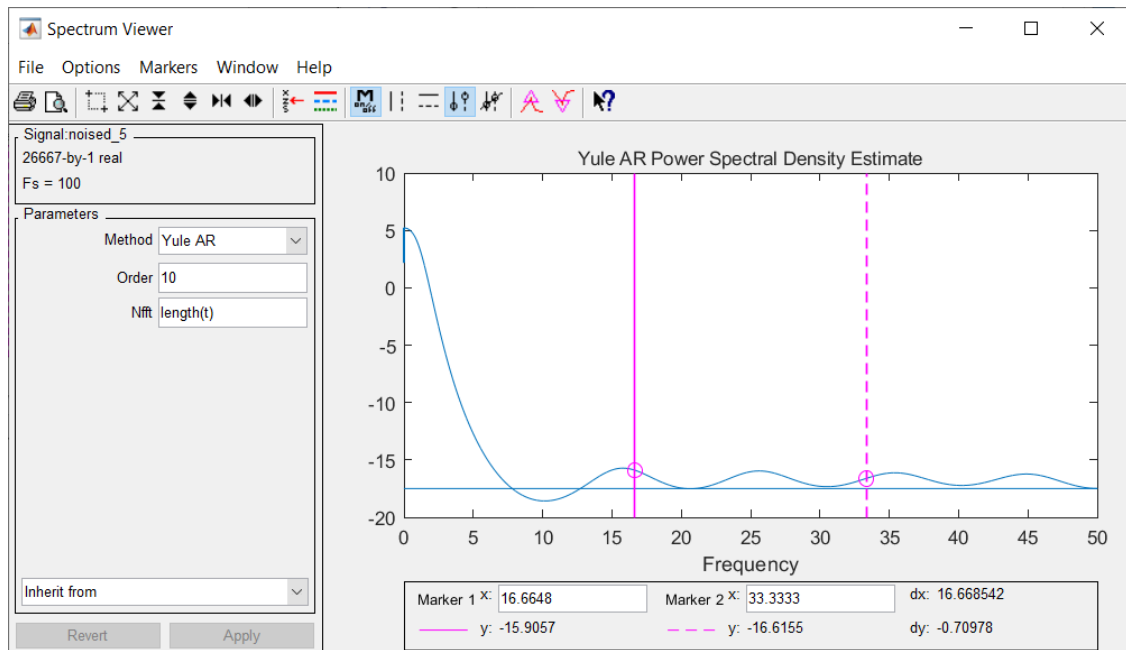 Spectrum Viewer
File Options Markers Window Help
M
on/off
Signal:noised_5
26667-by-1 real
Fs = 100
Parameters
Method Yule AR
Order 10
Nfft length(t)
Inherit from
Revert Apply
Yule AR Power Spectral Density Estimate
10
5
0
-5
-10
-15
-20
0 5 10 15 20 25 30 35 40 45 50
Frequency
Marker 1 x: 16.6648 Marker 2 x: 33.3333 dx: 16.668542
y: -15.9057 y: -16.6155 dy: -0.70978